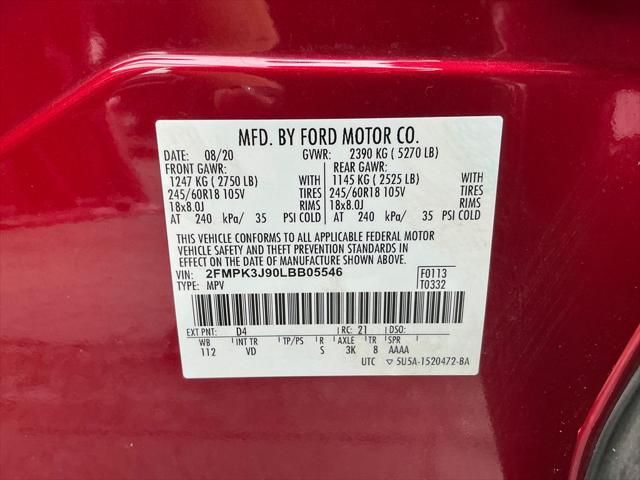 MFD. BY FORD MOTOR CO.
DATE: 08/20 GVWR: 2390 KG ( 5270 LB)
FRONT GAWR: REAR GAWR:
1247 KG ( 2750 LB) WITH 1145 KG ( 2525 LB) WITH
245/60R18 105V TIRES 245/60R18 105V TIRES
18x8.0J RIMS 18x8.0J RIMS
AT 240 kPa/ 35 PSI COLD AT 240 kPa/ 35 PSI COLD
THIS VEHICLE CONFORMS TO ALL APPLICABLE FEDERAL MOTOR
VEHICLE SAFETY AND THEFT PREVENTION STANDARDS IN
EFFECT ON THE DATE OF MANUFACTURE SHOWN ABOVE.
VIN: 2FMPK3J90LBB05546 F0113
TYPE: MPV T0332
EXT PNT: D4 RC: 21 DSO:
WB INT TR TP/PS R AXLE TR SPR
112 VD S 3K 8 AAAA
UTC ▽ 5U5A-1520472-BA